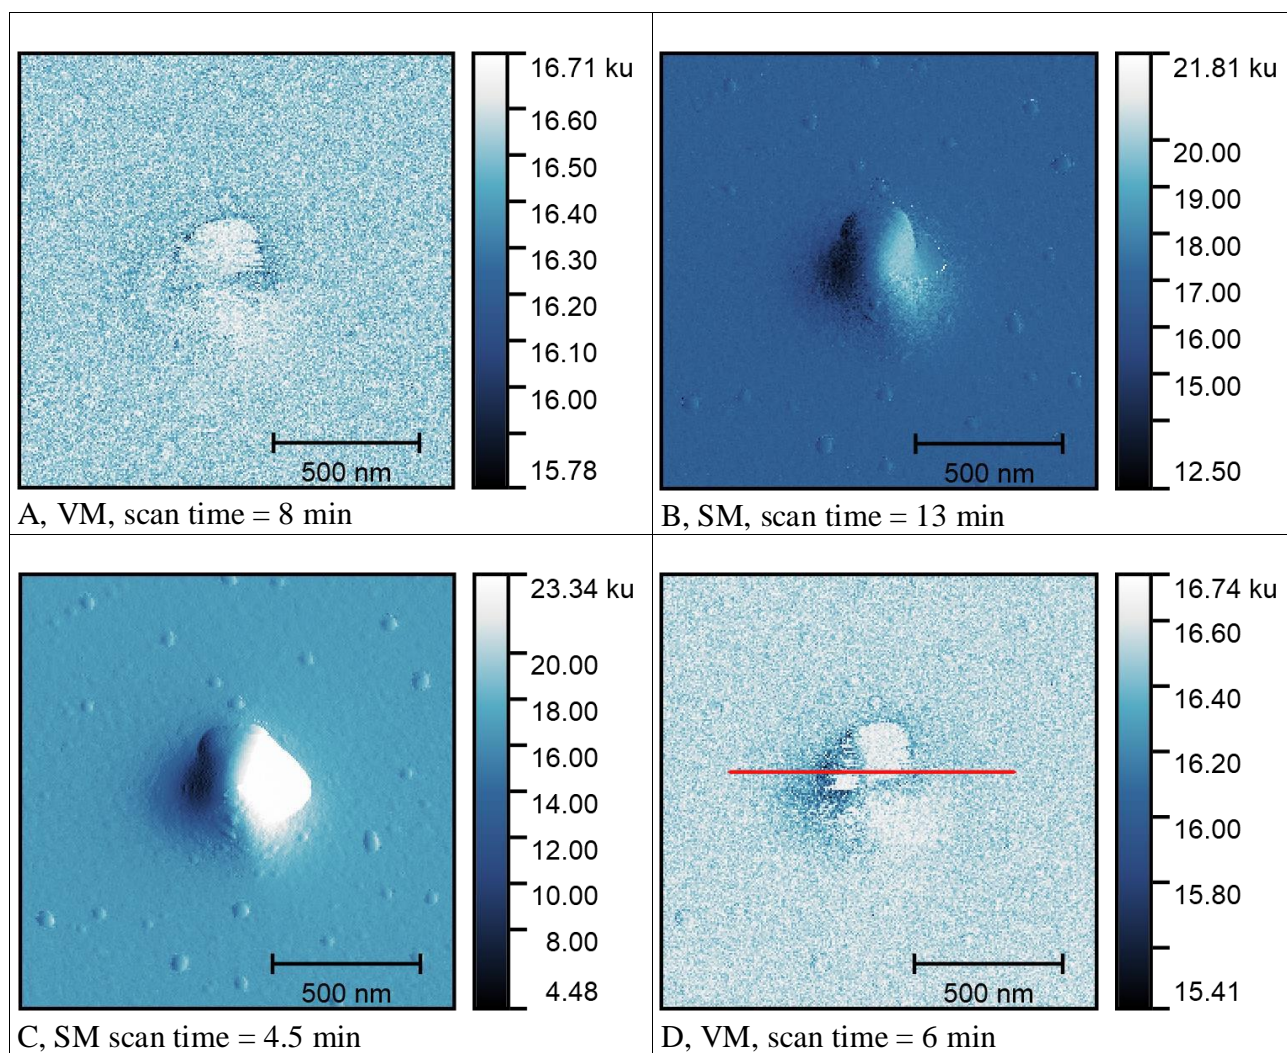 16.71 ku
16.60
16.50
16.40
16.30
16.20
16.10
16.00
15.78
500 nm
A, VM, scan time = 8 min
21.81 ku
20.00
19.00
18.00
17.00
16.00
15.00
12.50
500 nm
B, SM, scan time = 13 min
23.34 ku
20.00
18.00
16.00
14.00
12.00
10.00
8.00
4.48
500 nm
C, SM scan time = 4.5 min
16.74 ku
16.60
16.40
16.20
16.00
15.80
15.41
500 nm
D, VM, scan time = 6 min